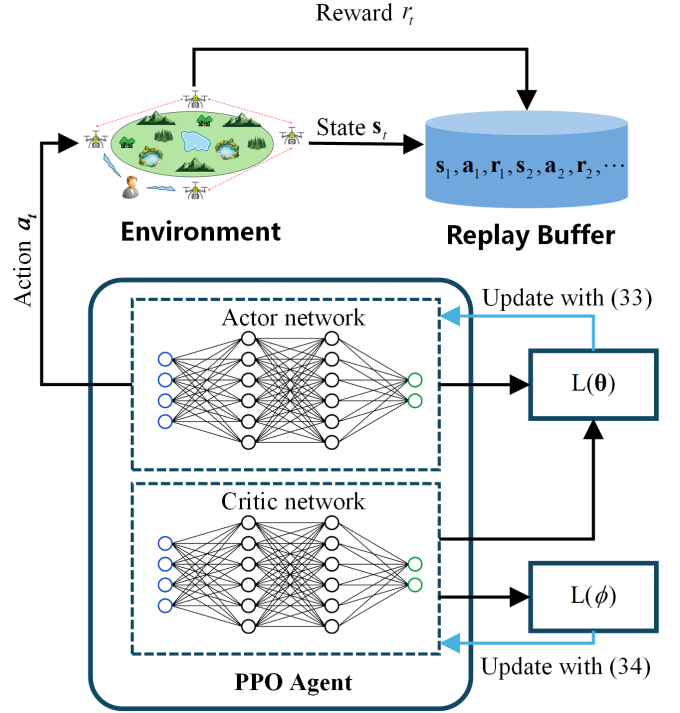 Reward r_t
State s_t
s_1, a_1, r_1, s_2, a_2, r_2, ⋯
Environment
Replay Buffer
Action a_t
Update with (33)
Actor network
L(θ)
Critic network
L(ϕ)
Update with (34)
PPO Agent